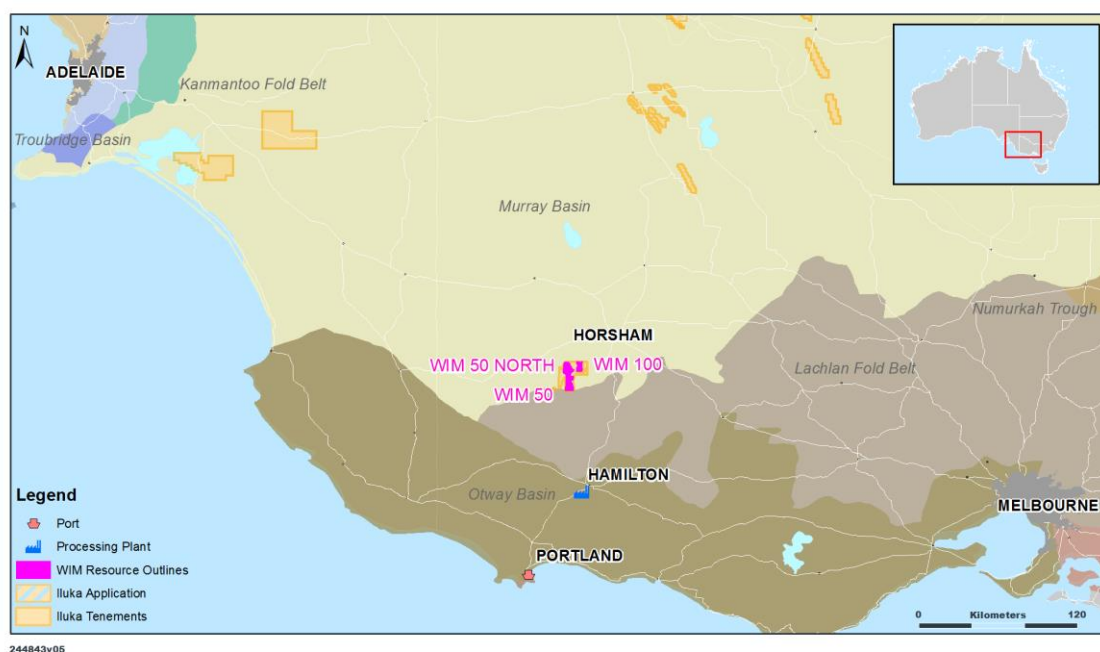 N
ADELAIDE
Kanmantoo Fold Belt
Troubridge Basin
Murray Basin
Numurkah Trough
HORSHAM
WIM 50 NORTH
WIM 100
Lachlan Fold Belt
WIM 50
HAMILTON
Otway Basin
MELBOURNE
PORTLAND
Legend
Port
Processing Plant
WIM Resource Outlines
Iluka Application
Iluka Tenements
0 Kilometers 120
244843v05